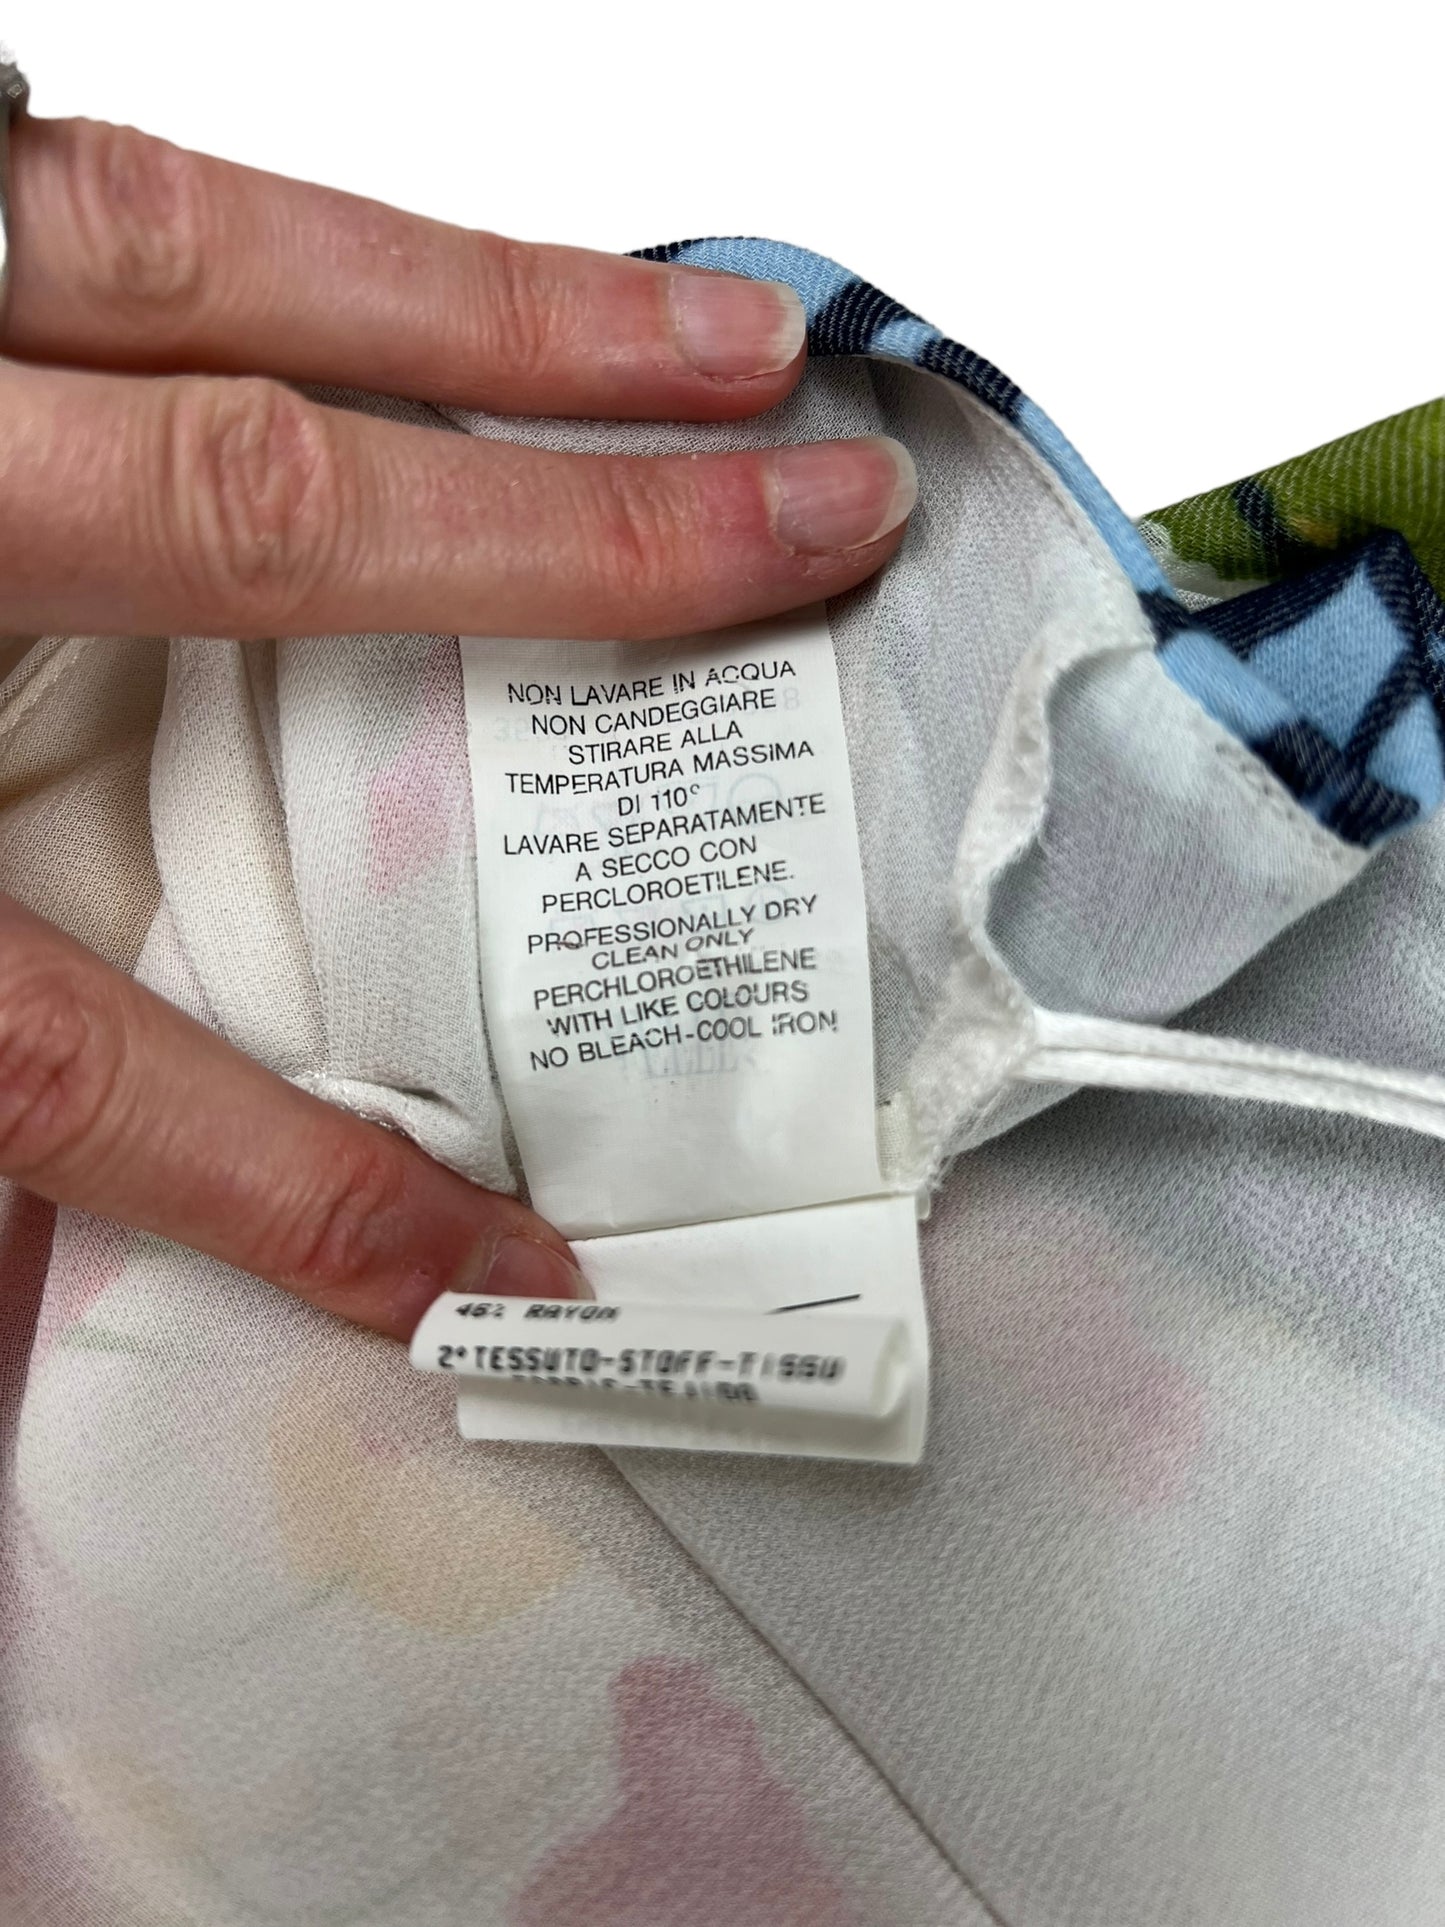 NON LAVARE IN ACQUA
NON CANDEGGIARE
STIRARE ALLA
TEMPERATURA MASSIMA
DI 110°
LAVARE SEPARATAMENTE
A SECCO CON
PERCLOROETILENE.
PROFESSIONALLY DRY
CLEAN ONLY
PERCHLOROETHILENE
WITH LIKE COLOURS
NO BLEACH-COOL IRON
46% RAYON
2°TESSUTO-STOFF-TISSU